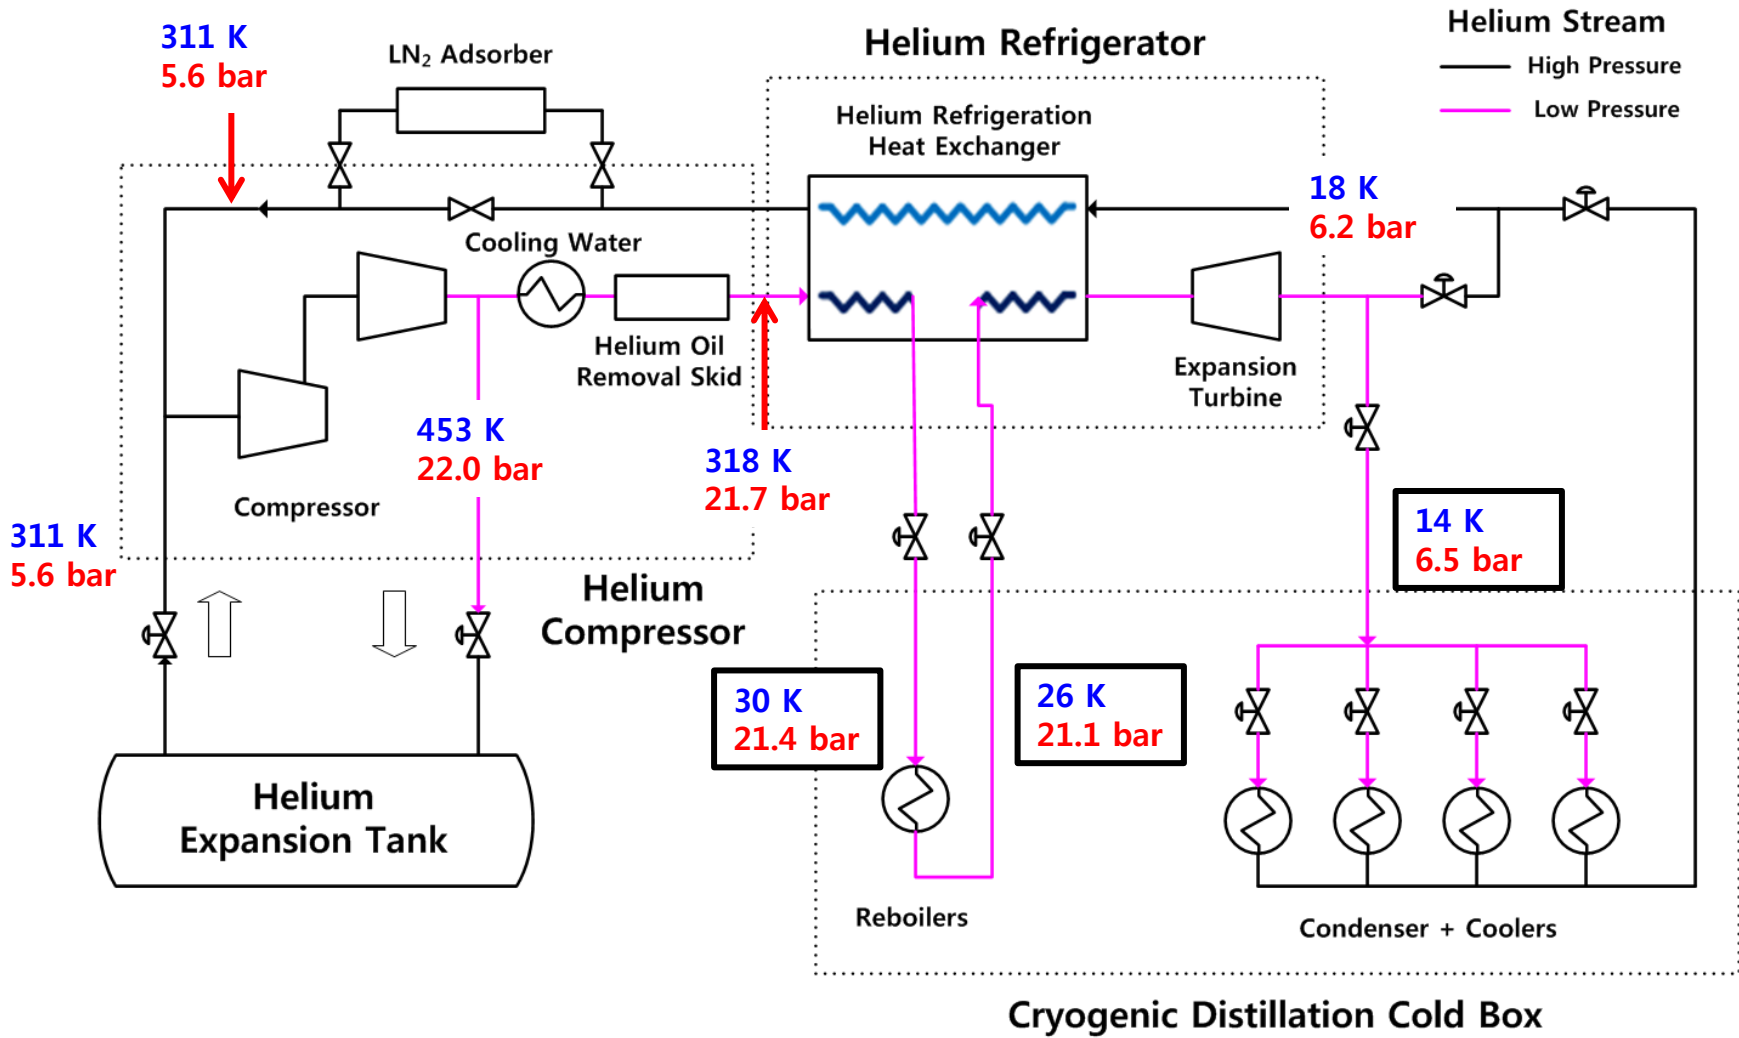 311 K
5.6 bar
LN₂ Adsorber
Helium Refrigerator
Helium Stream
High Pressure
Low Pressure
Helium Refrigeration
Heat Exchanger
18 K
6.2 bar
Cooling Water
Helium Oil
Removal Skid
Expansion
Turbine
453 K
22.0 bar
318 K
21.7 bar
Compressor
311 K
5.6 bar
14 K
6.5 bar
Helium
Compressor
30 K
21.4 bar
26 K
21.1 bar
Helium
Expansion Tank
Reboilers
Condenser + Coolers
Cryogenic Distillation Cold Box